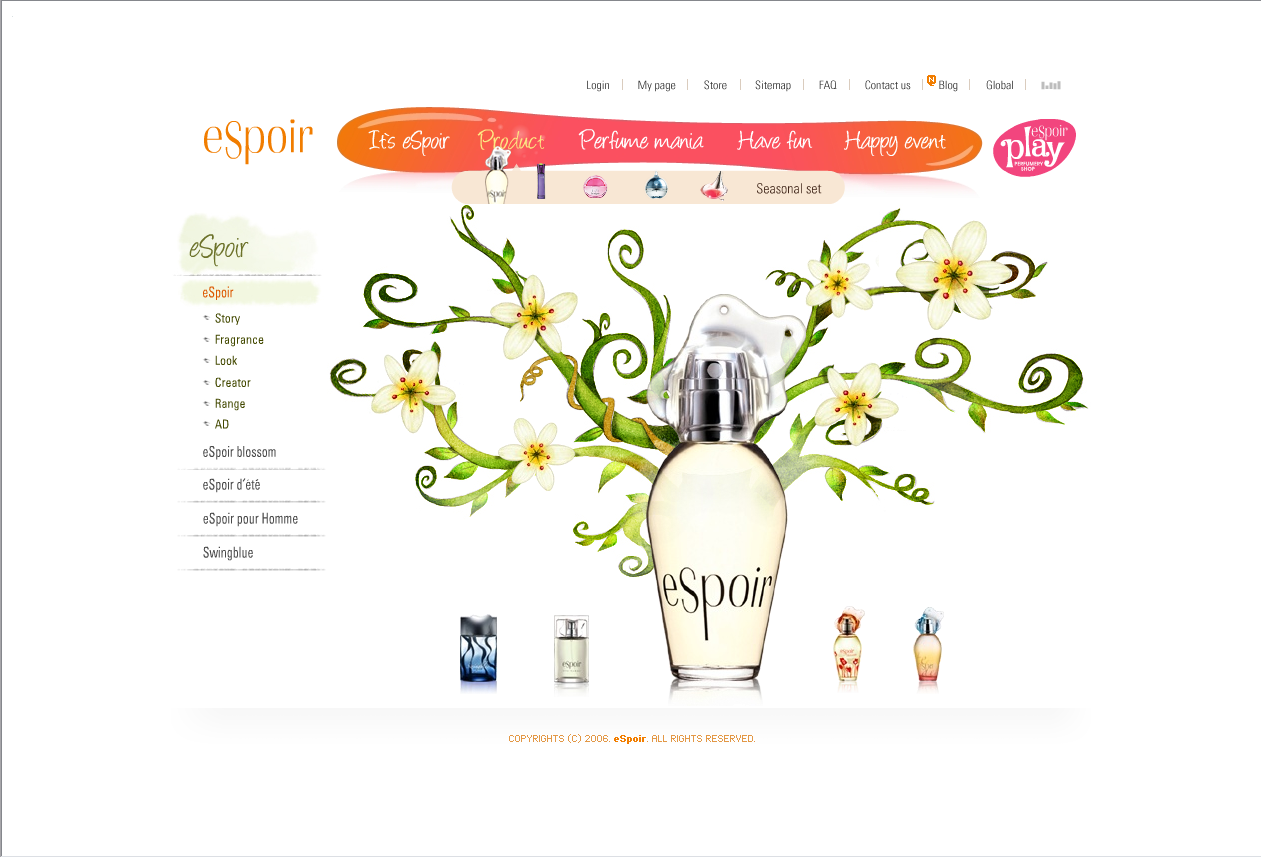 Login My page Store Sitemap FAQ Contact us N Blog Global
eSpoir
It's eSpoir Product Perfume mania Have fun Happy event
eSpoir
play
PERFUMERY
SHOP
eSpoir
Seasonal set
eSpoir
eSpoir
Story
Fragrance
Look
Creator
Range
AD
eSpoir blossom
eSpoir d'été
eSpoir pour Homme
Swingblue
eSpoir
eSpoir
COPYRIGHTS (C) 2006. eSpoir. ALL RIGHTS RESERVED.